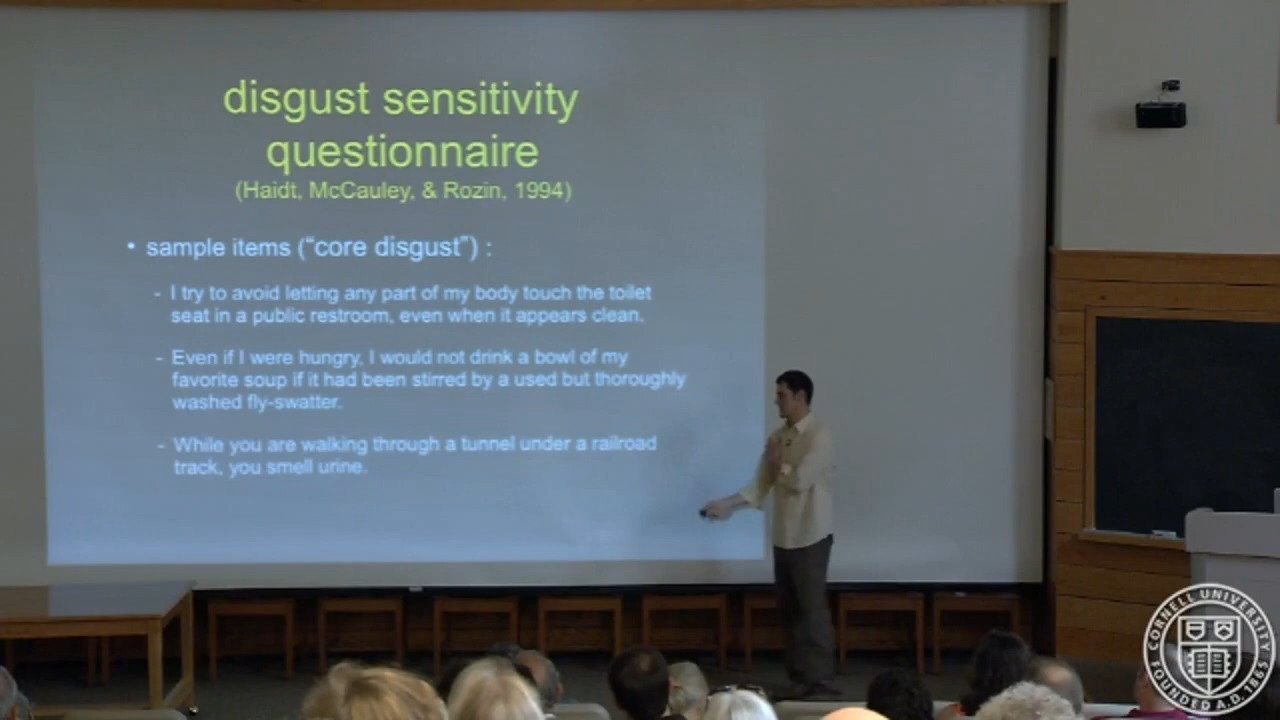 disgust sensitivity
questionnaire
(Haidt, McCauley, & Rozin, 1994)
• sample items (“core disgust”) :
- I try to avoid letting any part of my body touch the toilet
seat in a public restroom, even when it appears clean.
- Even if I were hungry, I would not drink a bowl of my
favorite soup if it had been stirred by a used but thoroughly
washed fly-swatter.
- While you are walking through a tunnel under a railroad
track, you smell urine.
CORNELL UNIVERSITY
FOUNDED A.D. 1865